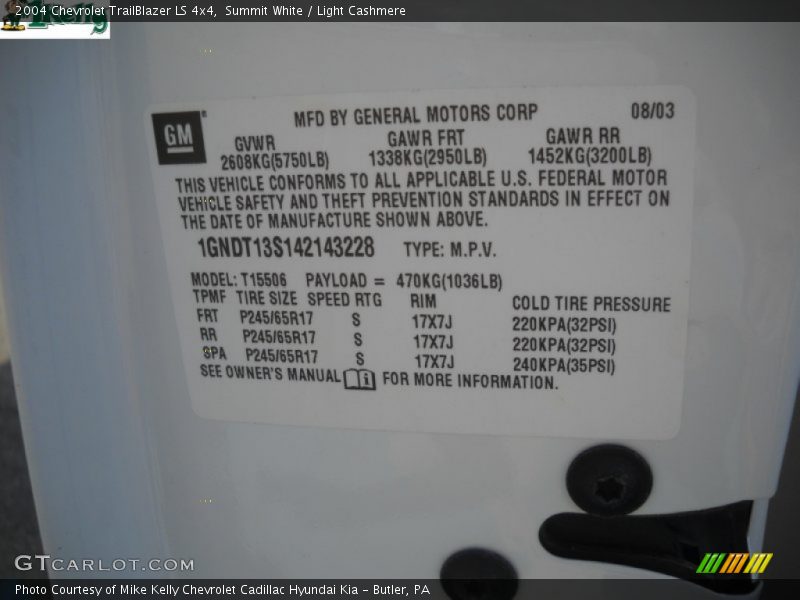 2004 Chevrolet TrailBlazer LS 4x4,  Summit White / Light Cashmere
GM
MFD BY GENERAL MOTORS CORP 08/03
GVWR GAWR FRT GAWR RR
2608KG(5750LB) 1338KG(2950LB) 1452KG(3200LB)
THIS VEHICLE CONFORMS TO ALL APPLICABLE U.S. FEDERAL MOTOR
VEHICLE SAFETY AND THEFT PREVENTION STANDARDS IN EFFECT ON
THE DATE OF MANUFACTURE SHOWN ABOVE.
1GNDT13S142143228 TYPE: M.P.V.
MODEL: T15506 PAYLOAD = 470KG(1036LB)
TPMF TIRE SIZE SPEED RTG RIM COLD TIRE PRESSURE
FRT P245/65R17 S 17X7J 220KPA(32PSI)
RR P245/65R17 S 17X7J 220KPA(32PSI)
SPA P245/65R17 S 17X7J 240KPA(35PSI)
SEE OWNER'S MANUAL i FOR MORE INFORMATION.
GTCARLOT.COM
Photo Courtesy of Mike Kelly Chevrolet Cadillac Hyundai Kia - Butler, PA